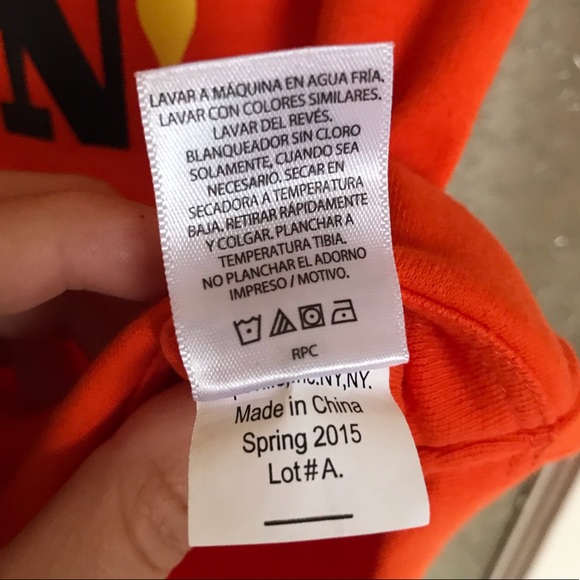 N
LAVAR A MÁQUINA EN AGUA FRÍA.
LAVAR CON COLORES SIMILARES.
LAVAR DEL REVÉS.
BLANQUEADOR SIN CLORO
SOLAMENTE, CUANDO SEA
NECESARIO. SECAR EN
SECADORA A TEMPERATURA
BAJA. RETIRAR RÁPIDAMENTE
Y COLGAR. PLANCHAR A
TEMPERATURA TIBIA.
NO PLANCHAR EL ADORNO
IMPRESO / MOTIVO.
RPC
NY,NY.
Made in China
Spring 2015
Lot#A.